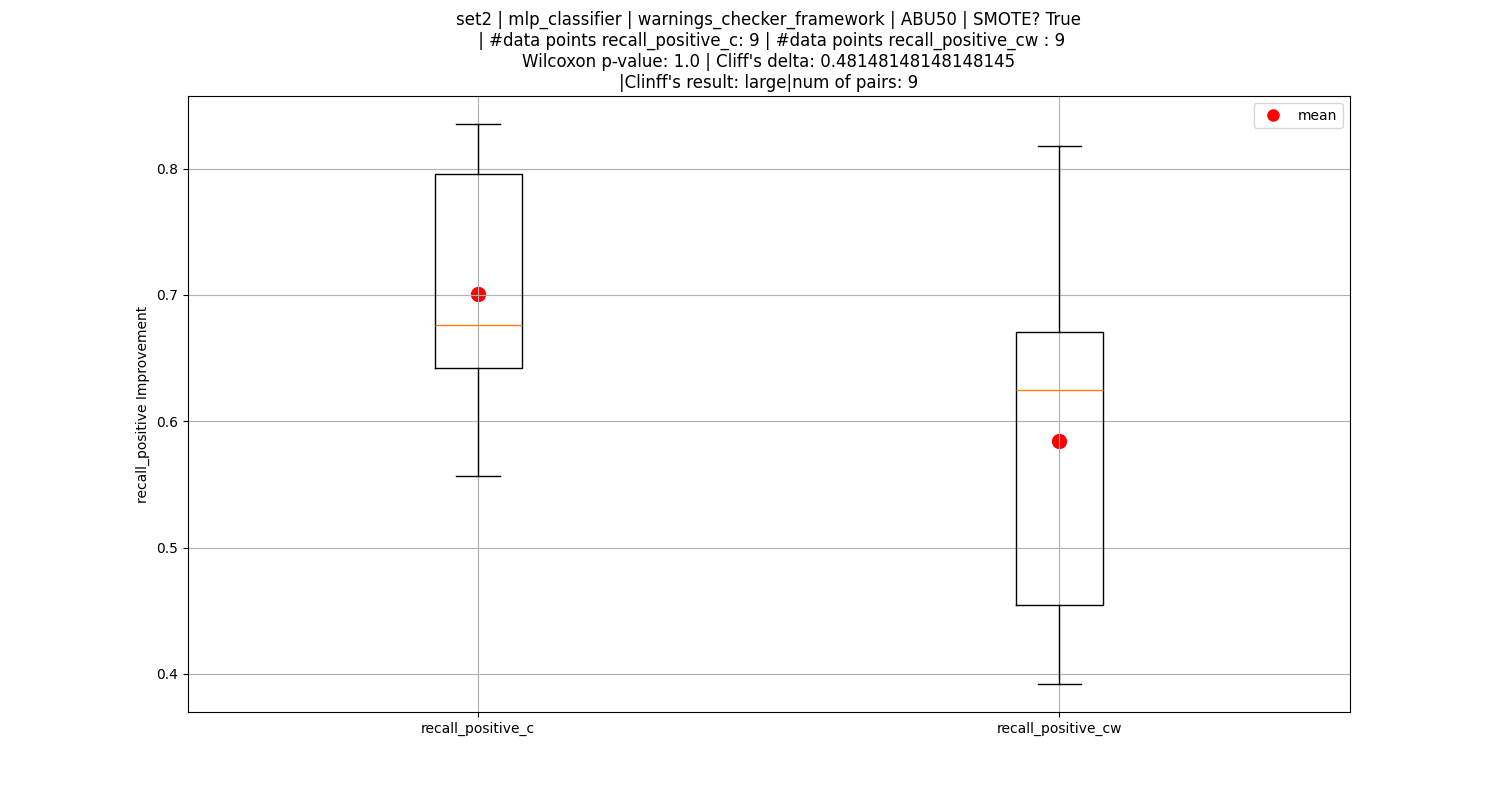 set2 | mlp_classifier | warnings_checker_framework | ABU50 | SMOTE? True
| #data points recall_positive_c: 9 | #data points recall_positive_cw : 9
Wilcoxon p-value: 1.0 | Cliff's delta: 0.48148148148148145
|Clinff's result: large|num of pairs: 9
mean
0.8
0.7
0.6
0.5
0.4
recall_positive Improvement
recall_positive_c
recall_positive_cw